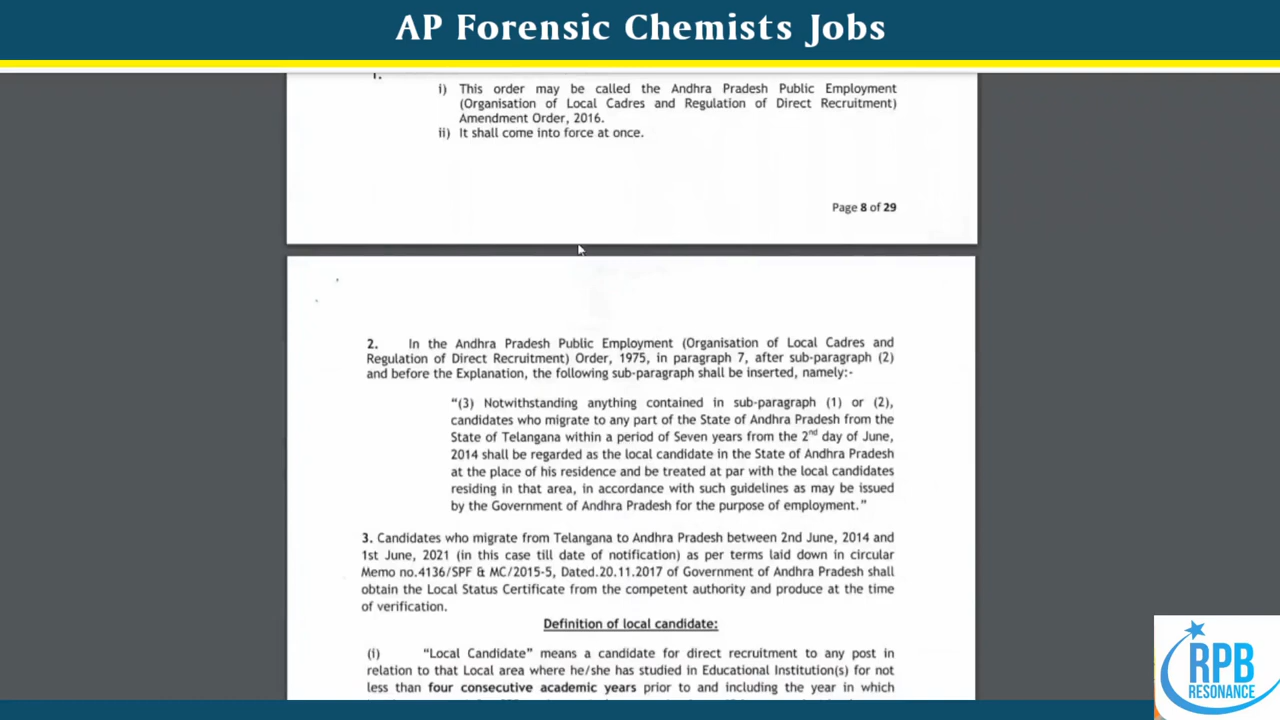 AP Forensic Chemists Jobs
1.
i) This order may be called the Andhra Pradesh Public Employment
(Organisation of Local Cadres and Regulation of Direct Recruitment)
Amendment Order, 2016.
ii) It shall come into force at once.
Page 8 of 29
2. In the Andhra Pradesh Public Employment (Organisation of Local Cadres and
Regulation of Direct Recruitment) Order, 1975, in paragraph 7, after sub-paragraph (2)
and before the Explanation, the following sub-paragraph shall be inserted, namely:-
“(3) Notwithstanding anything contained in sub-paragraph (1) or (2),
candidates who migrate to any part of the State of Andhra Pradesh from the
State of Telangana within a period of Seven years from the 2nd day of June,
2014 shall be regarded as the local candidate in the State of Andhra Pradesh
at the place of his residence and be treated at par with the local candidates
residing in that area, in accordance with such guidelines as may be issued
by the Government of Andhra Pradesh for the purpose of employment.”
3. Candidates who migrate from Telangana to Andhra Pradesh between 2nd June, 2014 and
1st June, 2021 (in this case till date of notification) as per terms laid down in circular
Memo no.4136/SPF & MC/2015-5, Dated.20.11.2017 of Government of Andhra Pradesh shall
obtain the Local Status Certificate from the competent authority and produce at the time
of verification.
Definition of local candidate:
(i) “Local Candidate” means a candidate for direct recruitment to any post in
relation to that Local area where he/she has studied in Educational Institution(s) for not
less than four consecutive academic years prior to and including the year in which
RPB
RESONANCE